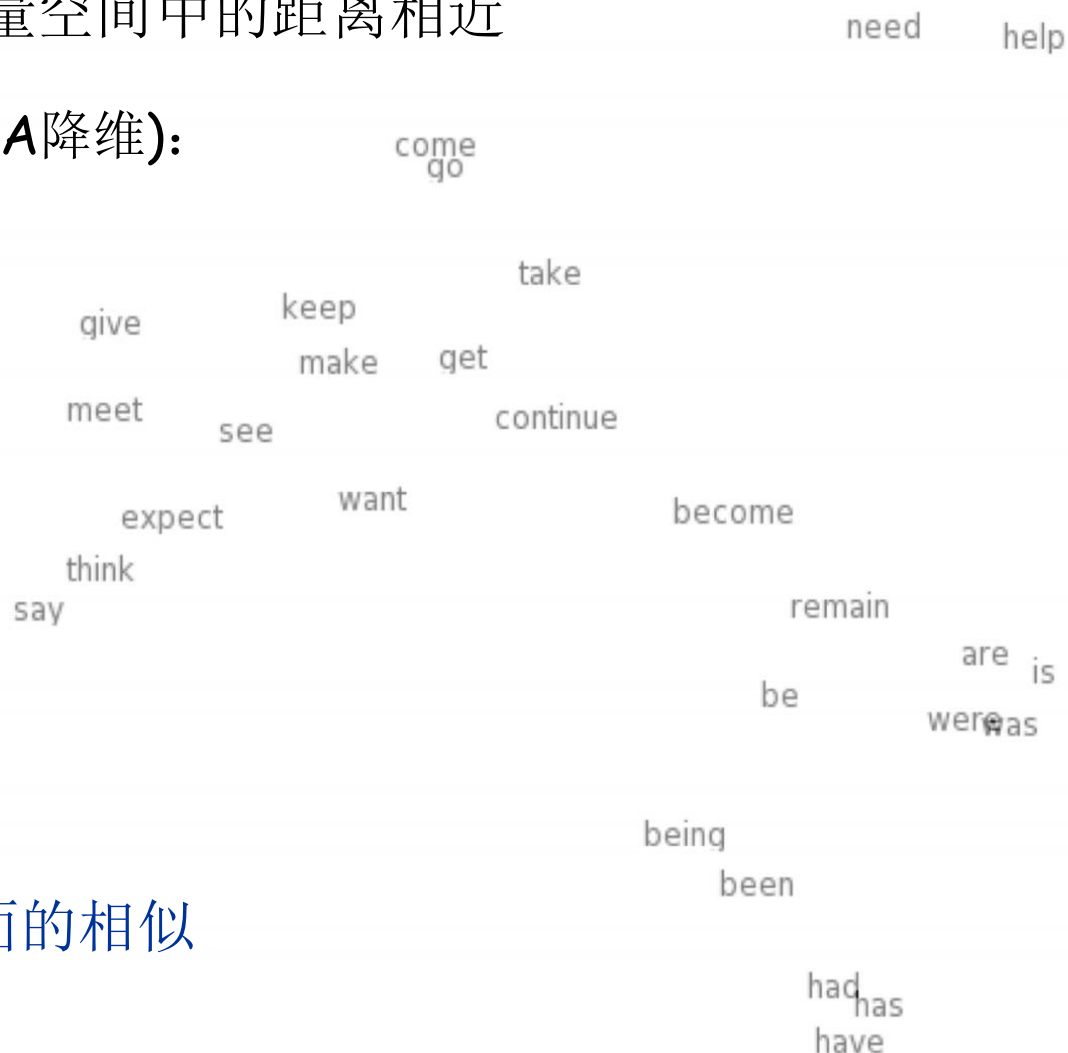 量空间中的距离相近
need
help
A降维)：
come
go
take
keep
give
make
get
meet
see
continue
want
expect
become
think
say
remain
are
is
be
were
was
being
been
面的相似
had
has
have